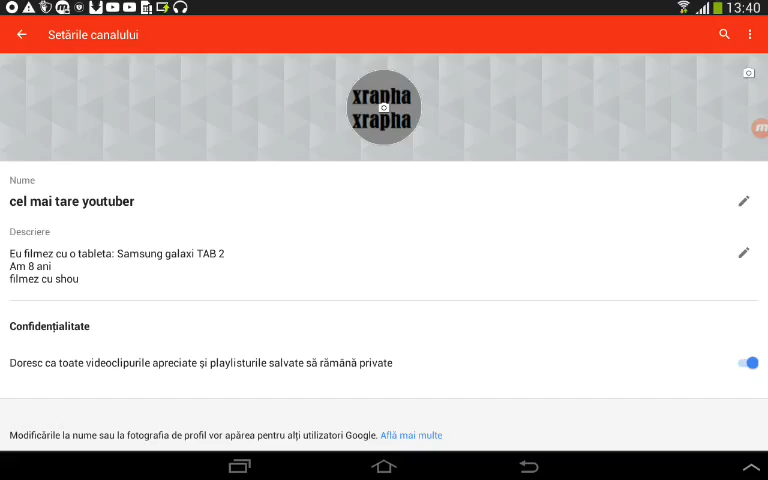 13:40
Setările canalului
xrapha
xrapha
Nume
cel mai tare youtuber
Descriere
Eu filmez cu o tableta: Samsung galaxi TAB 2
Am 8 ani
filmez cu shou
Confidențialitate
Doresc ca toate videoclipurile apreciate și playlisturile salvate să rămână private
Modificările la nume sau la fotografia de profil vor apărea pentru alți utilizatori Google. Află mai multe